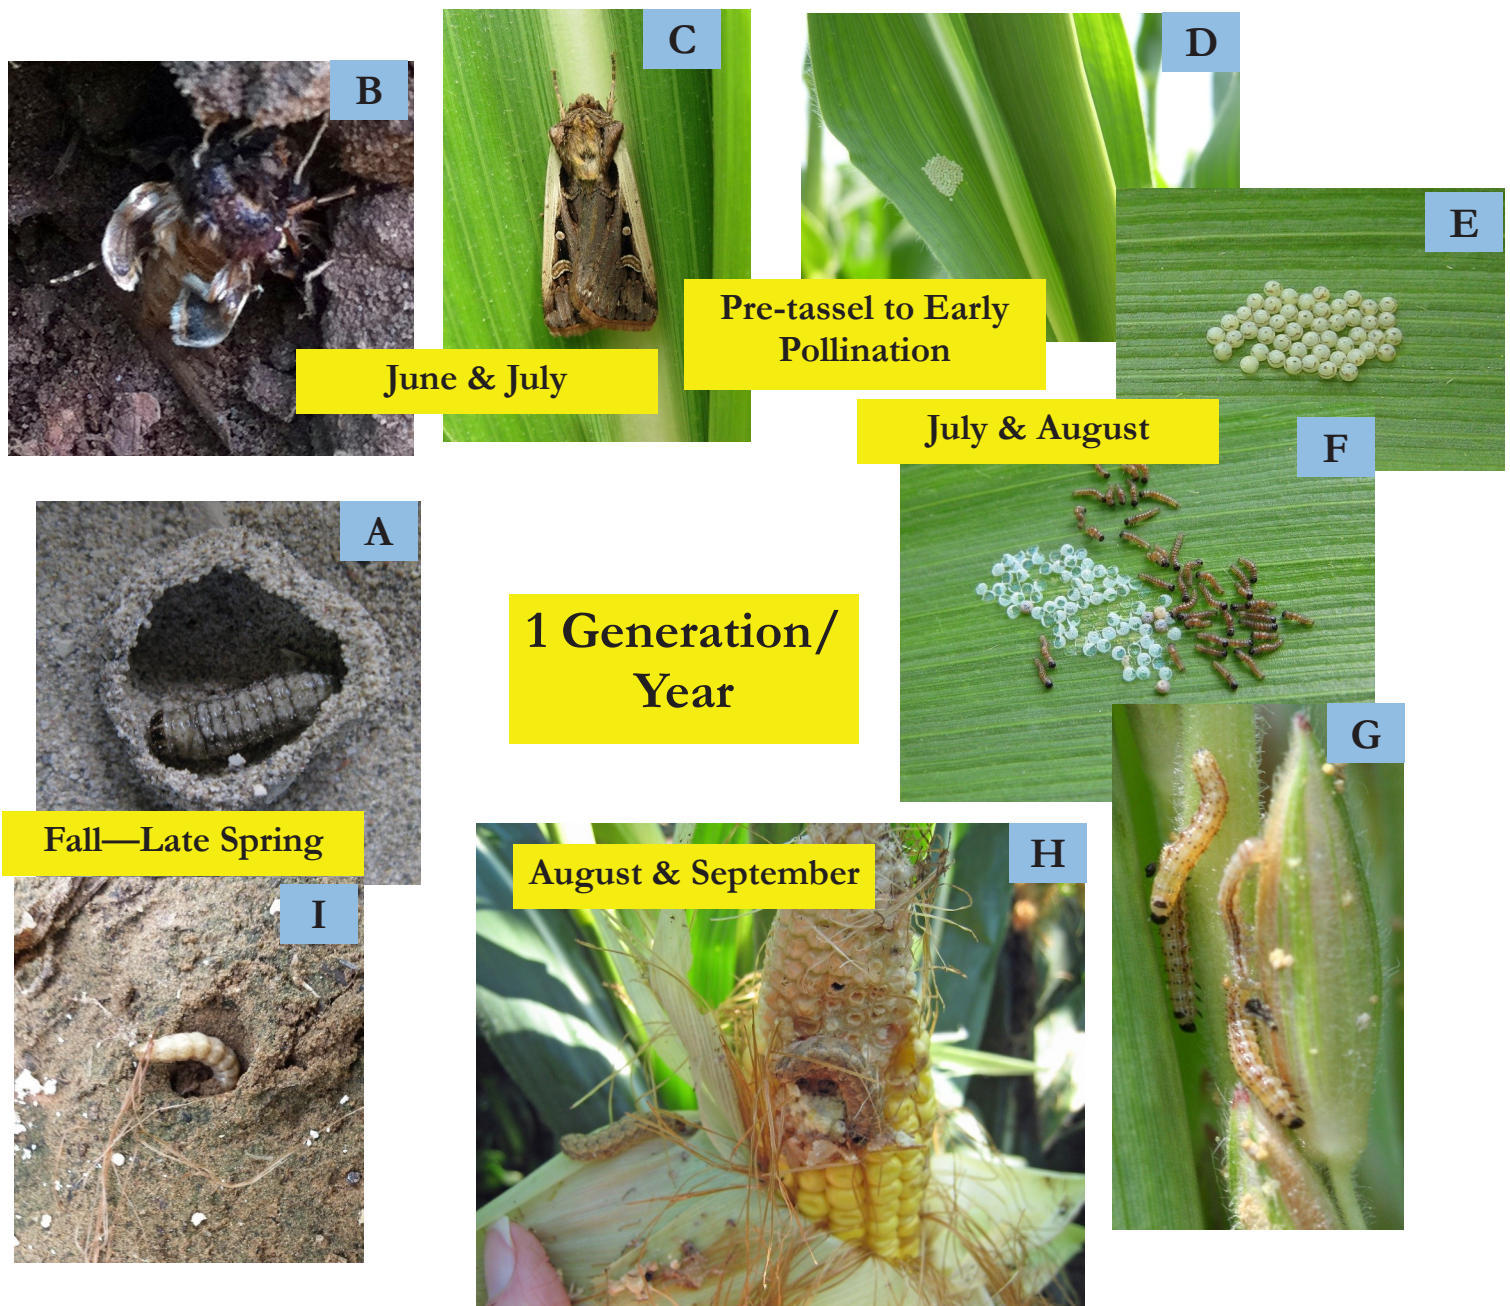 B
C
D
E
June & July
Pre-tassel to Early
Pollination
July & August
F
A
1 Generation/
Year
G
Fall—Late Spring
August & September
H
I